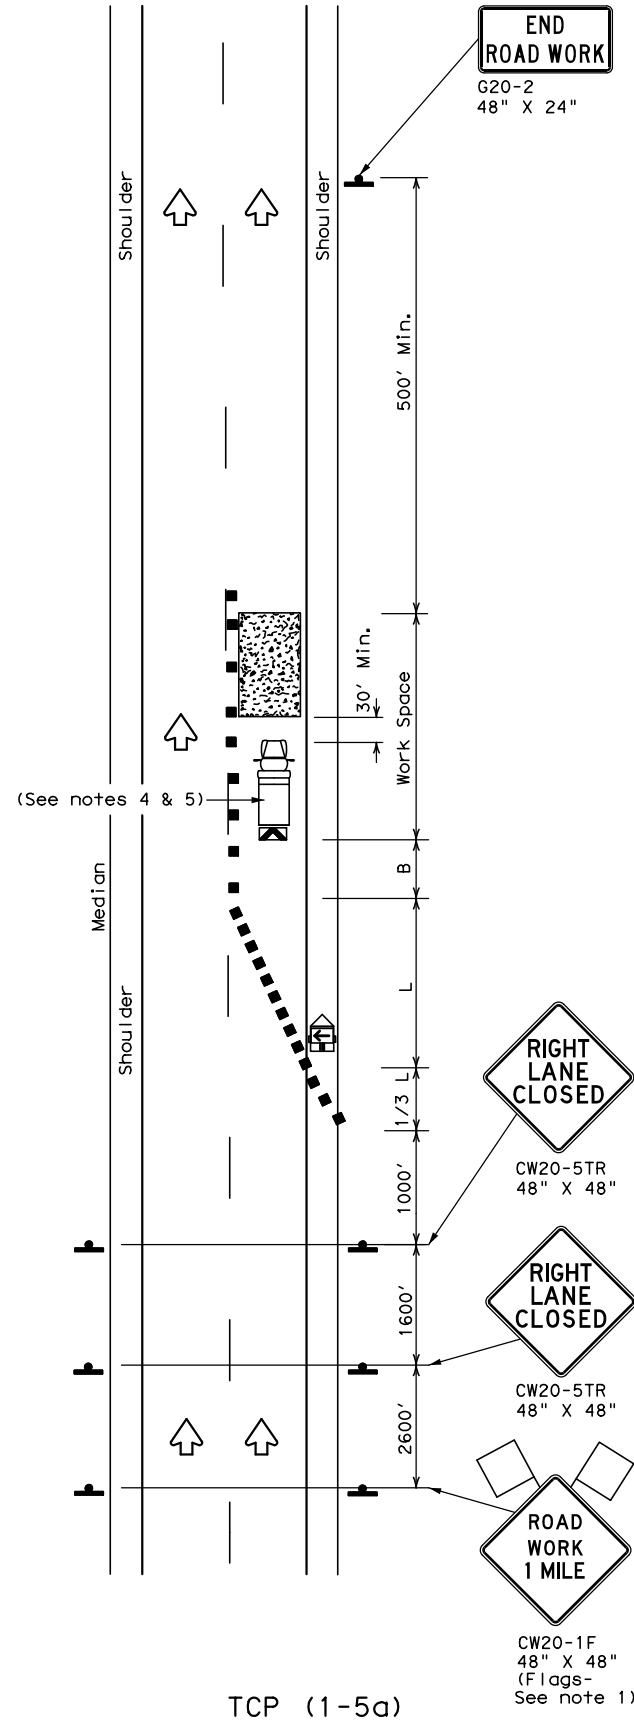 END
ROAD WORK
G20-2
48" X 24"
Shoulder
Shoulder
500' Min.
30' Min.
Work Space
(See notes 4 & 5)
B
Median
L
Shoulder
RIGHT
LANE
CLOSED
1/3 L
CW20-5TR
48" X 48"
1000'
RIGHT
LANE
CLOSED
1600'
CW20-5TR
48" X 48"
2600'
ROAD
WORK
1 MILE
CW20-1F
48" X 48"
(Flags-
See note 1)
TCP (1-5a)